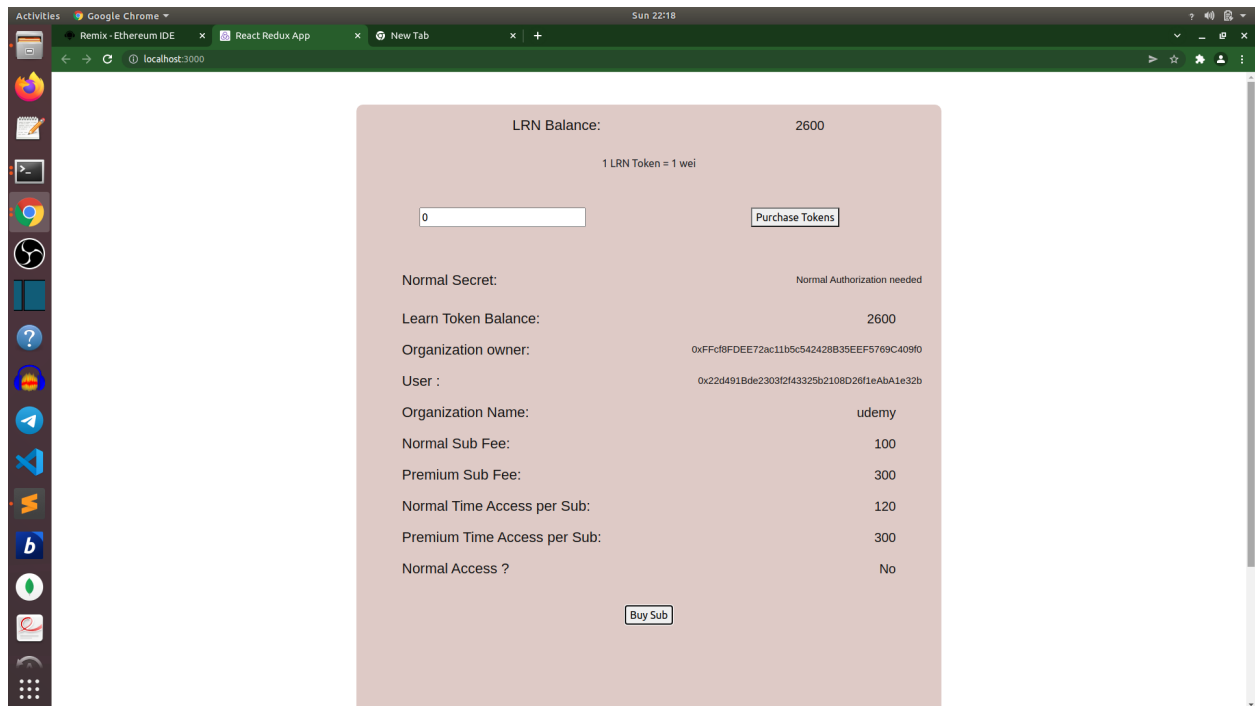 Activities Google Chrome Sun 22:18
Remix - Ethereum IDE React Redux App New Tab
localhost:3000
LRN Balance: 2600
1 LRN Token = 1 wei
0 Purchase Tokens
Normal Secret: Normal Authorization needed
Learn Token Balance: 2600
Organization owner: 0xFFcf8FDEE72ac11b5c542428B35EEF5769C409f0
User : 0x22d491Bde2303f2f43325b2108D26f1eAbA1e32b
Organization Name: udemy
Normal Sub Fee: 100
Premium Sub Fee: 300
Normal Time Access per Sub: 120
Premium Time Access per Sub: 300
Normal Access ? No
Buy Sub